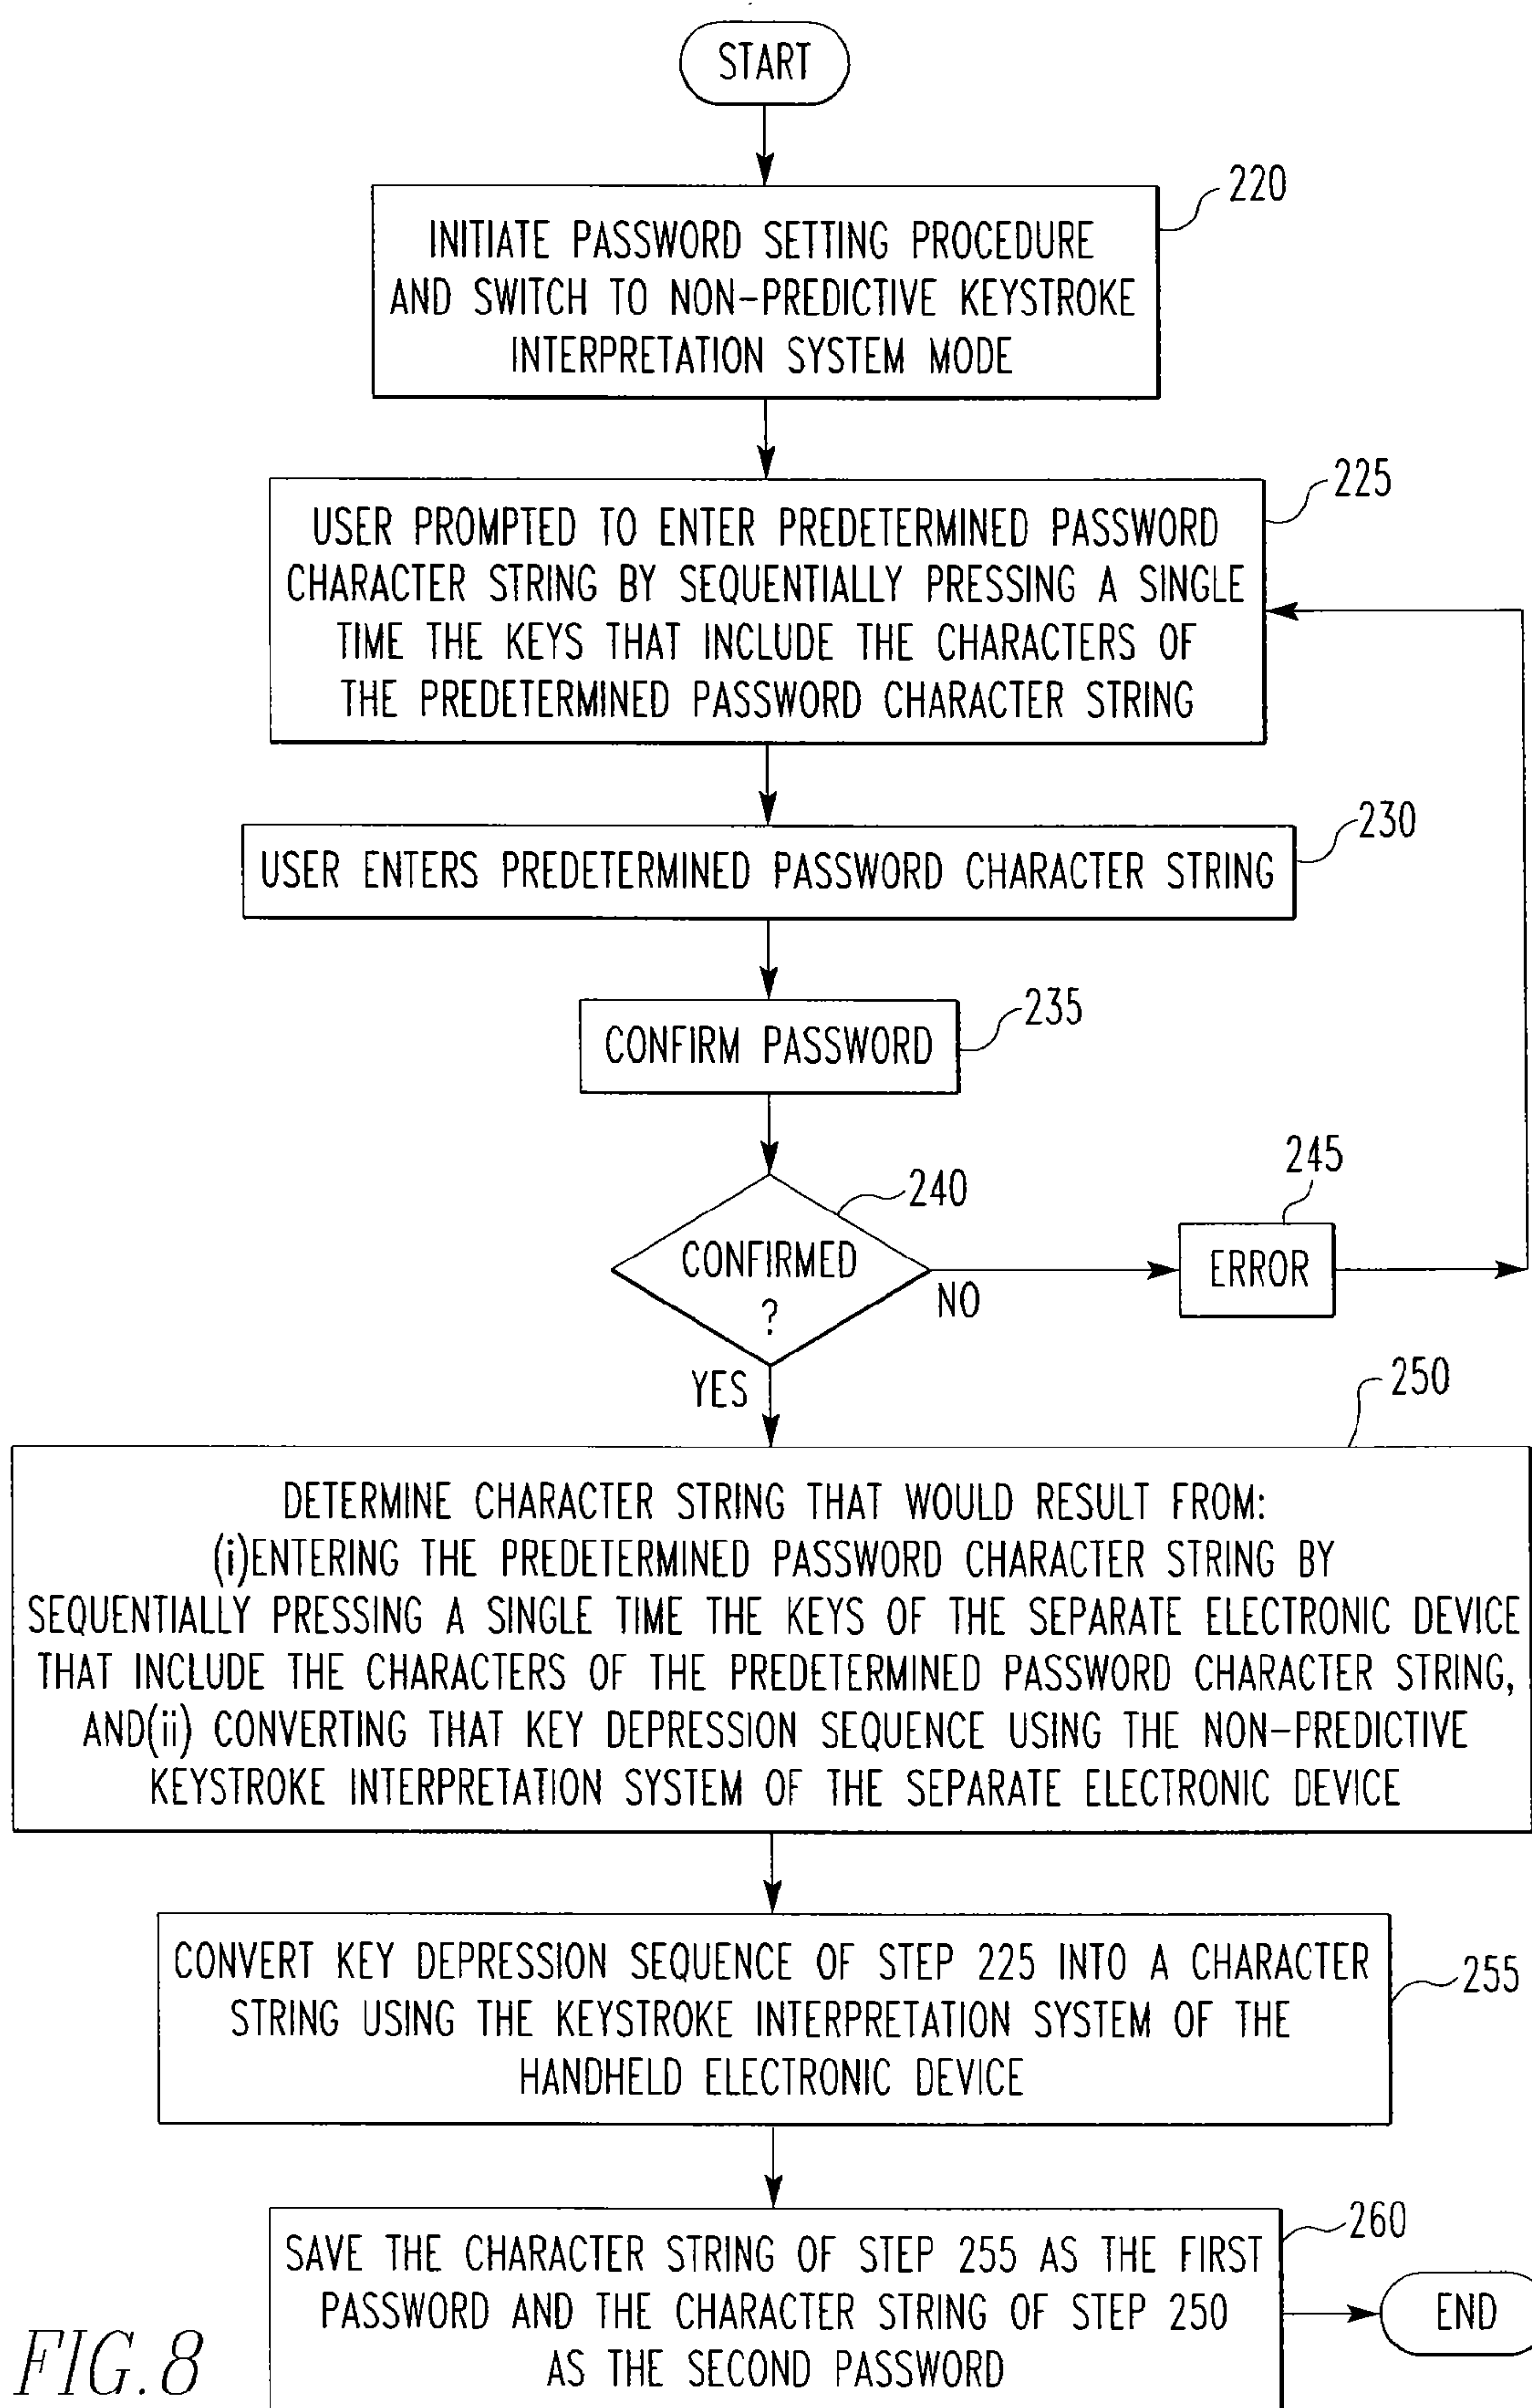 START
220
INITIATE PASSWORD SETTING PROCEDURE
AND SWITCH TO NON-PREDICTIVE KEYSTROKE
INTERPRETATION SYSTEM MODE
225
USER PROMPTED TO ENTER PREDETERMINED PASSWORD
CHARACTER STRING BY SEQUENTIALLY PRESSING A SINGLE
TIME THE KEYS THAT INCLUDE THE CHARACTERS OF
THE PREDETERMINED PASSWORD CHARACTER STRING
230
USER ENTERS PREDETERMINED PASSWORD CHARACTER STRING
235
CONFIRM PASSWORD
240
CONFIRMED
?
NO
245
ERROR
YES
250
DETERMINE CHARACTER STRING THAT WOULD RESULT FROM:
(i)ENTERING THE PREDETERMINED PASSWORD CHARACTER STRING BY
SEQUENTIALLY PRESSING A SINGLE TIME THE KEYS OF THE SEPARATE ELECTRONIC DEVICE
THAT INCLUDE THE CHARACTERS OF THE PREDETERMINED PASSWORD CHARACTER STRING,
AND(ii) CONVERTING THAT KEY DEPRESSION SEQUENCE USING THE NON-PREDICTIVE
KEYSTROKE INTERPRETATION SYSTEM OF THE SEPARATE ELECTRONIC DEVICE
255
CONVERT KEY DEPRESSION SEQUENCE OF STEP 225 INTO A CHARACTER
STRING USING THE KEYSTROKE INTERPRETATION SYSTEM OF THE
HANDHELD ELECTRONIC DEVICE
260
SAVE THE CHARACTER STRING OF STEP 255 AS THE FIRST
PASSWORD AND THE CHARACTER STRING OF STEP 250
AS THE SECOND PASSWORD
END
FIG.8